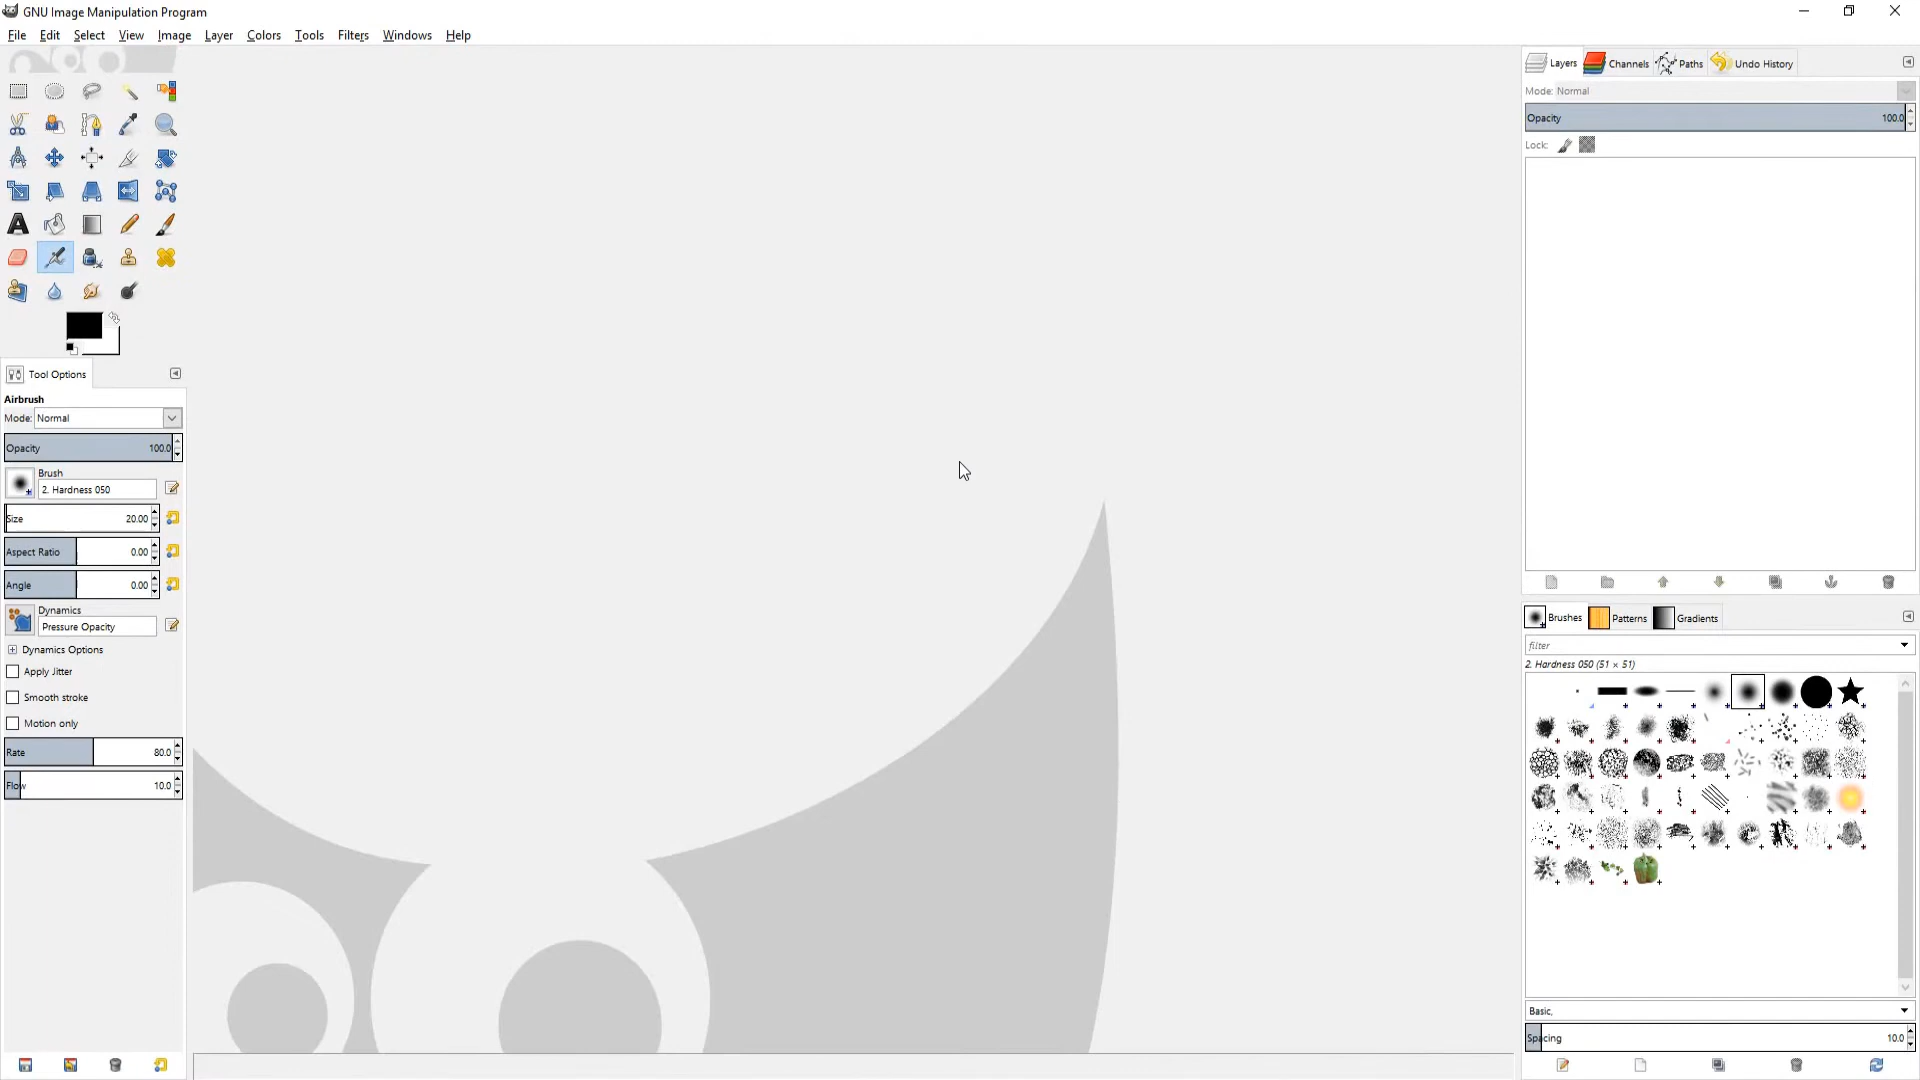 GNU Image Manipulation Program
File Edit Select View Image Layer Colors Tools Filters Windows Help
Tool Options
Airbrush
Mode: Normal
Opacity 100.0
Brush
2. Hardness 050
Size 20.00
Aspect Ratio 0.00
Angle 0.00
Dynamics
Pressure Opacity
Dynamics Options
Apply Jitter
Smooth stroke
Motion only
Rate 80.0
Flow 10.0
Layers Channels Paths Undo History
Mode: Normal
Opacity 100.0
Lock:
Brushes Patterns Gradients
filter
2. Hardness 050 (51 × 51)
Basic,
Spacing 10.0